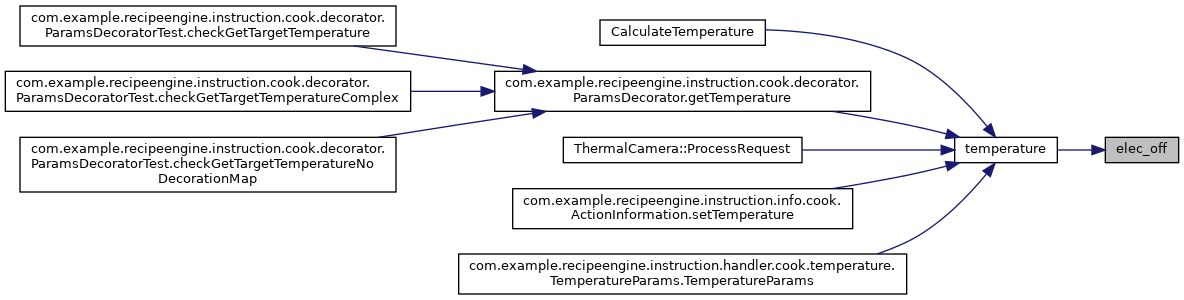 com.example.recipeengine.instruction.cook.decorator.
ParamsDecoratorTest.checkGetTargetTemperature
com.example.recipeengine.instruction.cook.decorator.
ParamsDecoratorTest.checkGetTargetTemperatureComplex
com.example.recipeengine.instruction.cook.decorator.
ParamsDecoratorTest.checkGetTargetTemperatureNo
DecorationMap
CalculateTemperature
com.example.recipeengine.instruction.cook.decorator.
ParamsDecorator.getTemperature
ThermalCamera::ProcessRequest
com.example.recipeengine.instruction.info.cook.
ActionInformation.setTemperature
com.example.recipeengine.instruction.handler.cook.temperature.
TemperatureParams.TemperatureParams
temperature
elec_off